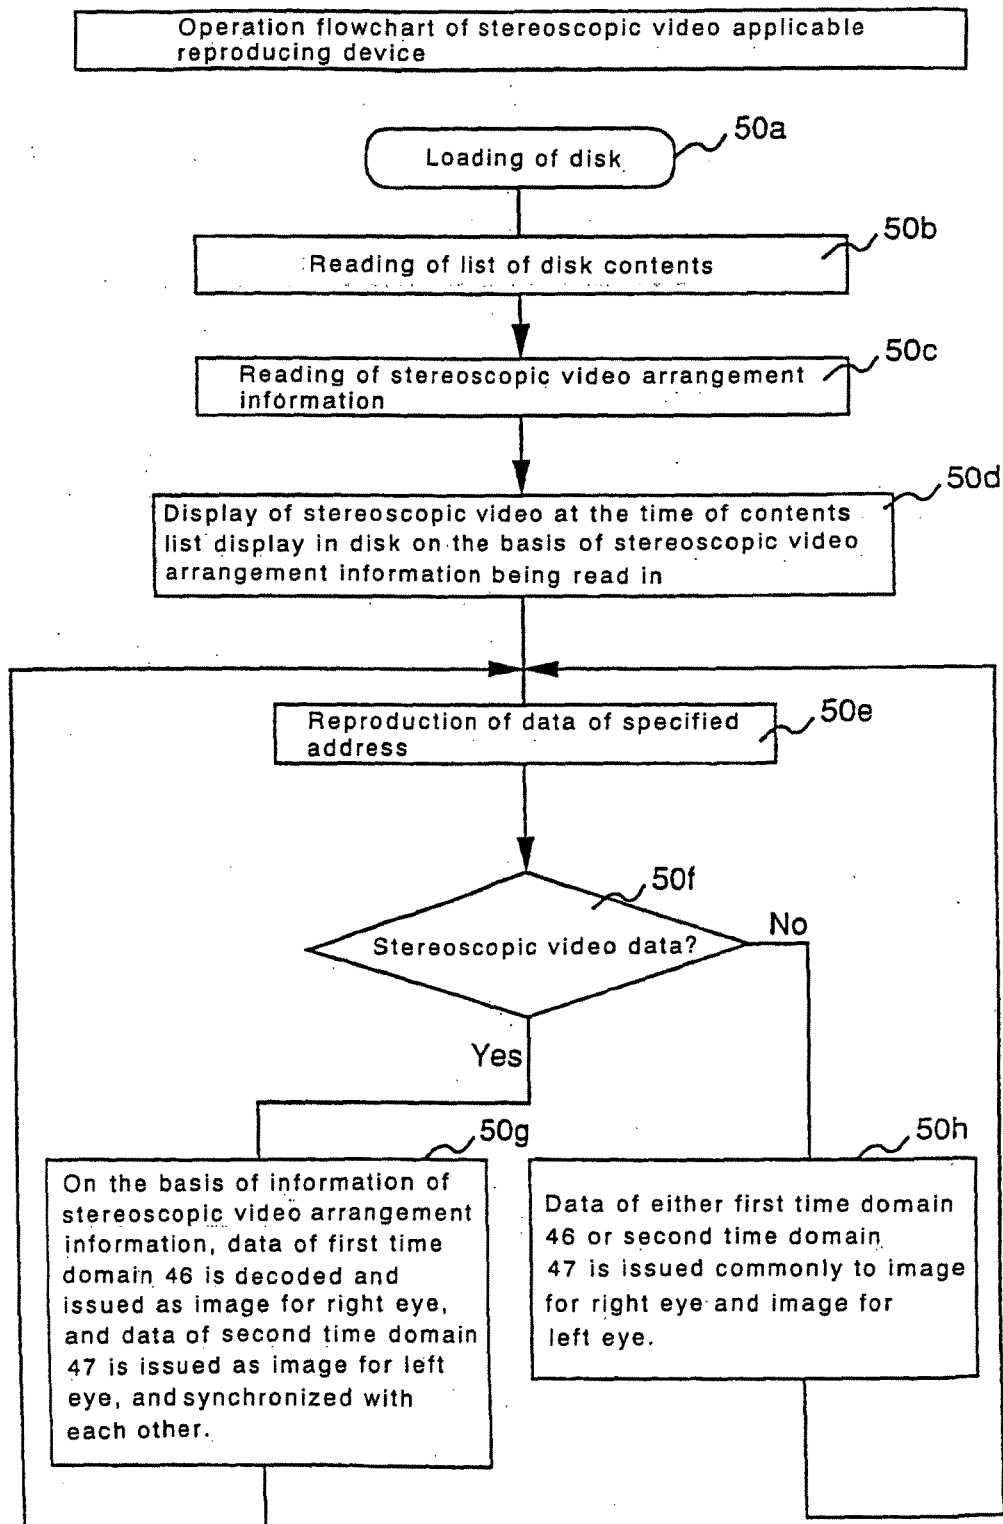 Operation flowchart of stereoscopic video applicable
reproducing device
50a
Loading of disk
50b
Reading of list of disk contents
50c
Reading of stereoscopic video arrangement
information
50d
Display of stereoscopic video at the time of contents
list display in disk on the basis of stereoscopic video
arrangement information being read in
50e
Reproduction of data of specified
address
50f
Stereoscopic video data?
No
Yes
50g
On the basis of information of
stereoscopic video arrangement
information, data of first time
domain 46 is decoded and
issued as image for right eye,
and data of second time domain
47 is issued as image for left
eye, and synchronized with
each other.
50h
Data of either first time domain
46 or second time domain
47 is issued commonly to image
for right eye and image for
left eye.